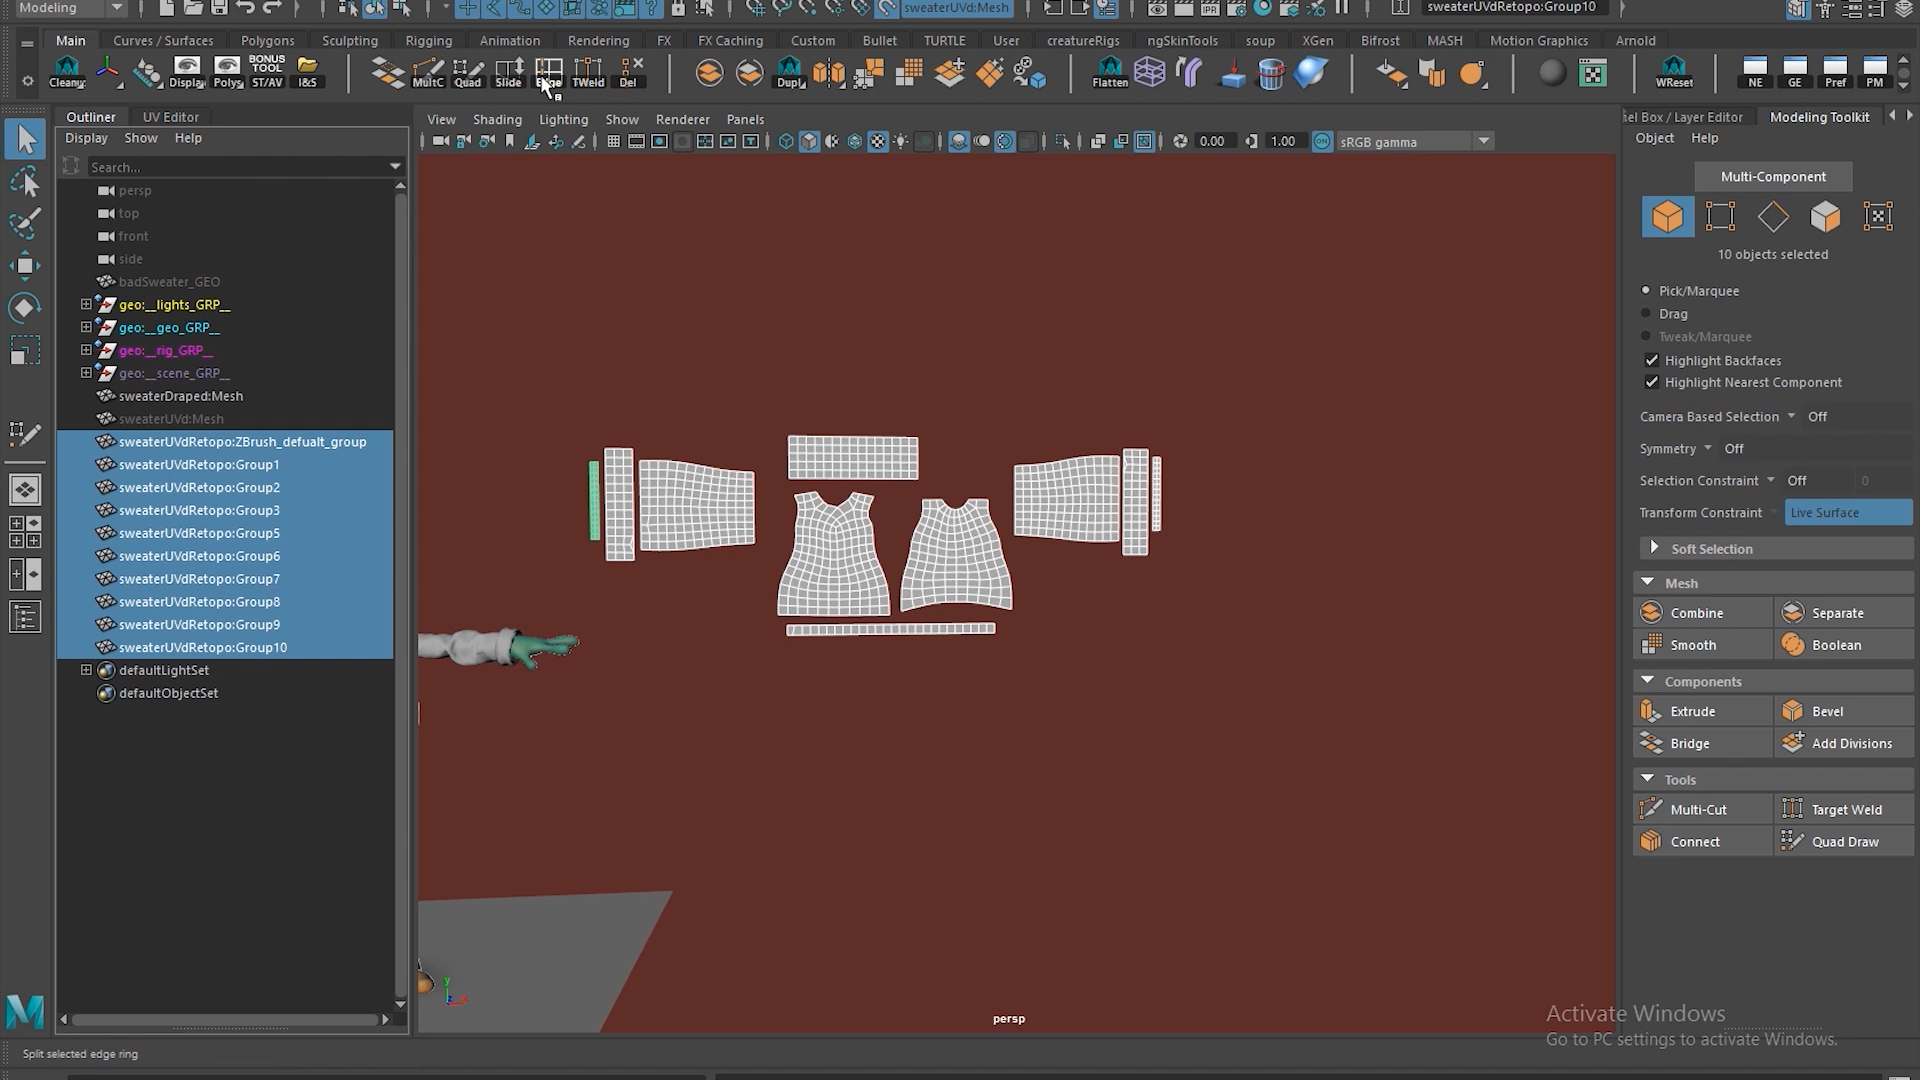 Modeling
sweaterUVd:Mesh
sweaterUVdRetopo:Group10
Main Curves / Surfaces Polygons Sculpting Rigging Animation Rendering FX FX Caching Custom Bullet TURTLE User creatureRigs ngSkinTools soup XGen Bifrost MASH Motion Graphics Arnold
BONUS
TOOL
IPR
Display Polys ST/AV I&S MultC Quad Slide Edge TWeld Del Dupl Flatten WReset NE GE Pref PM
Outliner UV Editor
Display Show Help
Search...
persp
top
front
side
badSweater_GEO
geo:__lights_GRP__
geo:__geo_GRP__
geo:__rig_GRP__
geo:__scene_GRP__
sweaterDraped:Mesh
sweaterUVd:Mesh
sweaterUVdRetopo:ZBrush_defualt_group
sweaterUVdRetopo:Group1
sweaterUVdRetopo:Group2
sweaterUVdRetopo:Group3
sweaterUVdRetopo:Group5
sweaterUVdRetopo:Group6
sweaterUVdRetopo:Group7
sweaterUVdRetopo:Group8
sweaterUVdRetopo:Group9
sweaterUVdRetopo:Group10
defaultLightSet
defaultObjectSet
View Shading Lighting Show Renderer Panels
0.00 1.00 ON sRGB gamma
persp
/ Layer Editor Modeling Toolkit
Object Help
Multi-Component
10 objects selected
Pick/Marquee
Drag
Tweak/Marquee
Highlight Backfaces
Highlight Nearest Component
Camera Based Selection Off
Symmetry Off
Selection Constraint Off 0
Transform Constraint Live Surface
Soft Selection
Mesh
Combine Separate
Smooth Boolean
Components
Extrude Bevel
Bridge Add Divisions
Tools
Multi-Cut Target Weld
Connect Quad Draw
Activate Windows
Go to PC settings to activate Windows.
Split selected edge ring